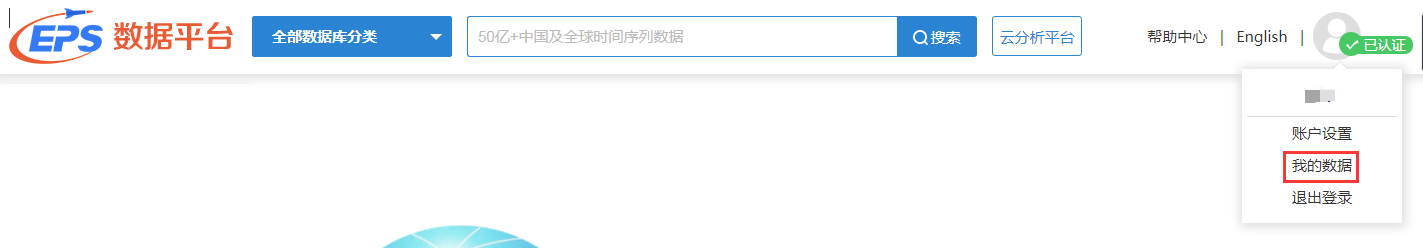 EPS 数据平台
全部数据库分类
50亿+中国及全球时间序列数据
搜索
云分析平台
帮助中心 | English |
已认证
账户设置
我的数据
退出登录